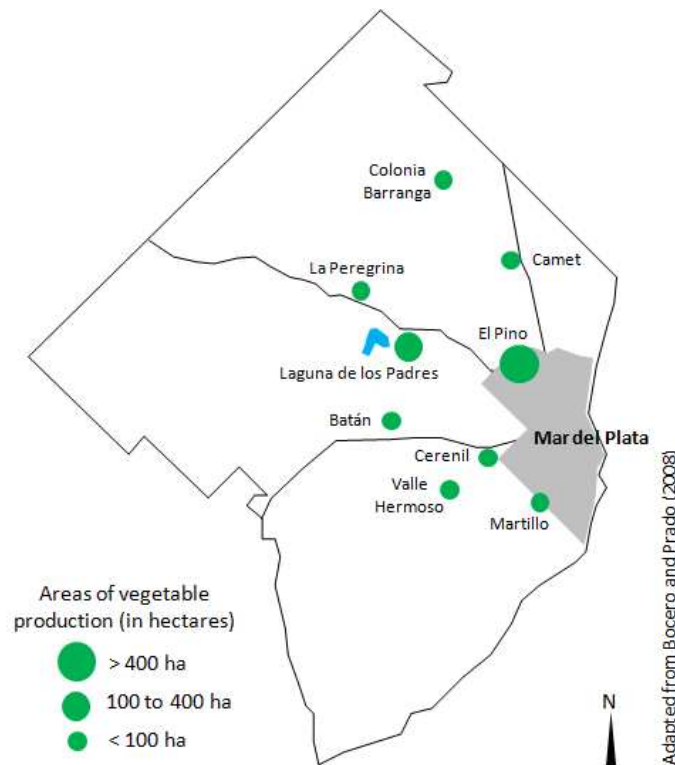 Colonia
Barranga
Camet
La Peregrina
El Pino
Laguna de los Padres
Batán
Mar del Plata
Cerenil
Valle
Hermoso
Martillo
Areas of vegetable
production (in hectares)
> 400 ha
100 to 400 ha
< 100 ha
N
Adapted from Bocero and Prado (2008)